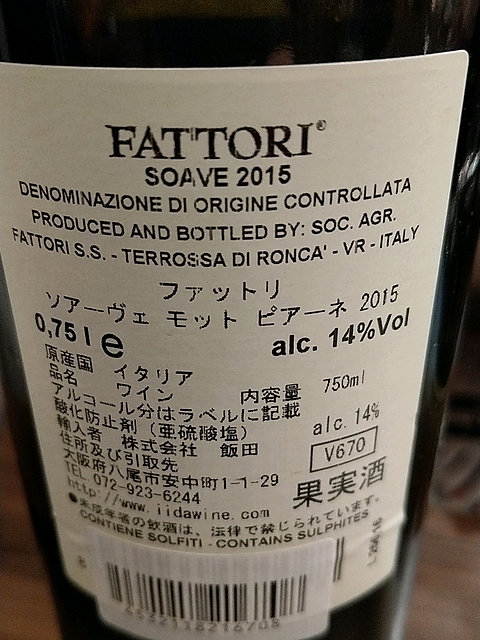 FATTORI®
SOAVE 2015
DENOMINAZIONE DI ORIGINE CONTROLLATA
PRODUCED AND BOTTLED BY: SOC. AGR.
FATTORI S.S. - TERROSSA DI RONCA' - VR - ITALY
ファットリ
ソアーヴェ モット ピアーネ 2015
0,75 l e alc. 14%Vol
原産国 イタリア
品名 ワイン 内容量 750ml
アルコール分はラベルに記載 alc. 14%
酸化防止剤(亜硫酸塩)
輸入者 株式会社 飯田 V670
住所及び引取先
大阪府八尾市安中町1-1-29
TEL 072-923-6244 果実酒
http://www.iidawine.com
●未成年者の飲酒は、法律で禁じられています。
CONTIENE SOLFITI - CONTAINS SULPHITES